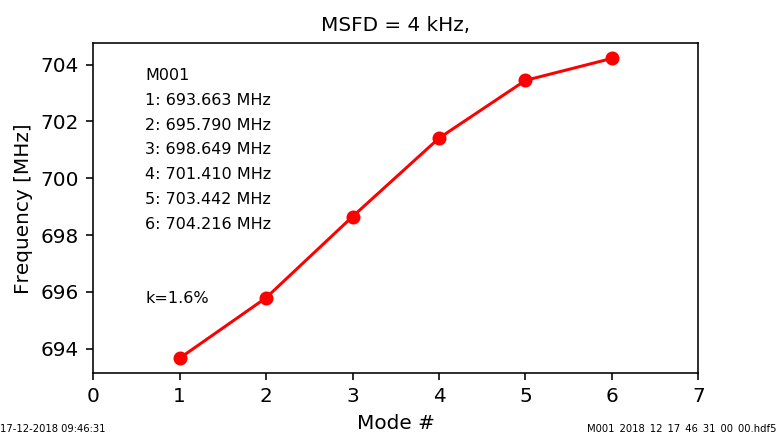 MSFD = 4 kHz,
704
702
700
698
696
694
Frequency [MHz]
M001
1: 693.663 MHz
2: 695.790 MHz
3: 698.649 MHz
4: 701.410 MHz
5: 703.442 MHz
6: 704.216 MHz
k=1.6%
0 1 2 3 4 5 6 7
Mode #
17-12-2018 09:46:31
M001_2018_12_17_46_31_00_00.hdf5